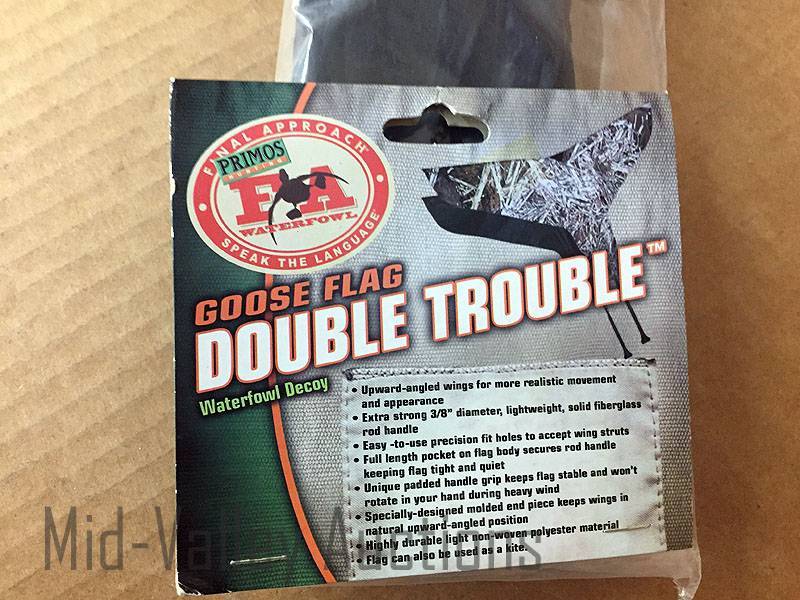 FINAL APPROACH
PRIMOS
HUNTING
FA
WATERFOWL
SPEAK THE LANGUAGE
GOOSE FLAG
DOUBLE TROUBLE™
Waterfowl Decoy
• Upward-angled wings for more realistic movement
and appearance
• Extra strong 3/8" diameter, lightweight, solid fiberglass
rod handle
• Easy -to-use precision fit holes to accept wing struts
• Full length pocket on flag body secures rod handle
keeping flag tight and quiet
• Unique padded handle grip keeps flag stable and won't
rotate in your hand during heavy wind
• Specially-designed molded end piece keeps wings in
natural upward-angled position
• Highly durable light non-woven polyester material
• Flag can also be used as a kite.
Mid-Valley Auctions